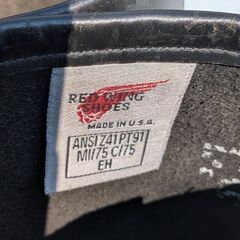 RED WING
SHOES
MADE IN U.S.A.
ANSI Z41 PT91
MI/75 C/75
EH